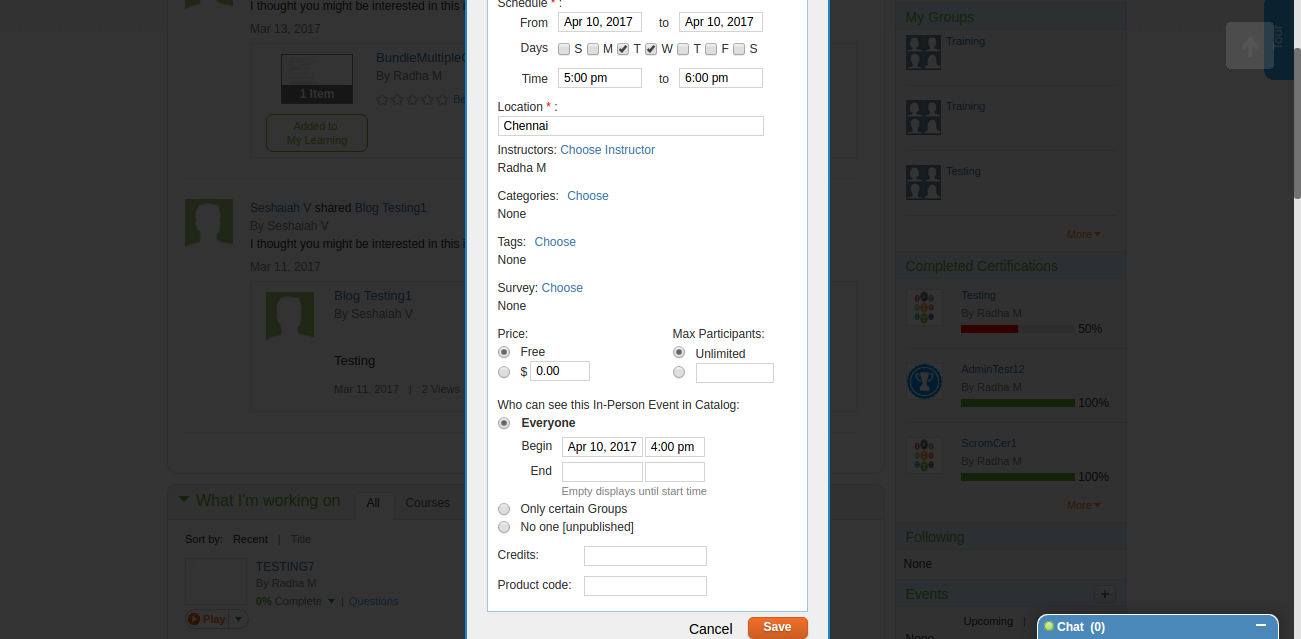 I thought you might be interested in this
Mar 13, 2017
BundleMultiple
By Radha M
1 Item
Be
Added to
My Learning
Seshaiah V shared Blog Testing1
By Seshaiah V
I thought you might be interested in this
Mar 11, 2017
Blog Testing1
By Seshaiah V
Testing
Mar 11, 2017 | 2 Views
What I'm working on All Courses
Sort by: Recent | Title
TESTING7
By Radha M
0% Complete | Questions
Play
Schedule * :
From Apr 10, 2017 to Apr 10, 2017
Days S M T W T F S
Time 5:00 pm to 6:00 pm
Location * :
Chennai
Instructors: Choose Instructor
Radha M
Categories: Choose
None
Tags: Choose
None
Survey: Choose
None
Price: Max Participants:
Free Unlimited
$ 0.00
Who can see this In-Person Event in Catalog:
Everyone
Begin Apr 10, 2017 4:00 pm
End
Empty displays until start time
Only certain Groups
No one [unpublished]
Credits:
Product code:
Cancel Save
My Groups
Training
Training
Testing
More
Completed Certifications
Testing
By Radha M
50%
AdminTest12
By Radha M
100%
ScromCer1
By Radha M
100%
More
Following
None
Events +
Upcoming |
None
Tour
Chat (0)